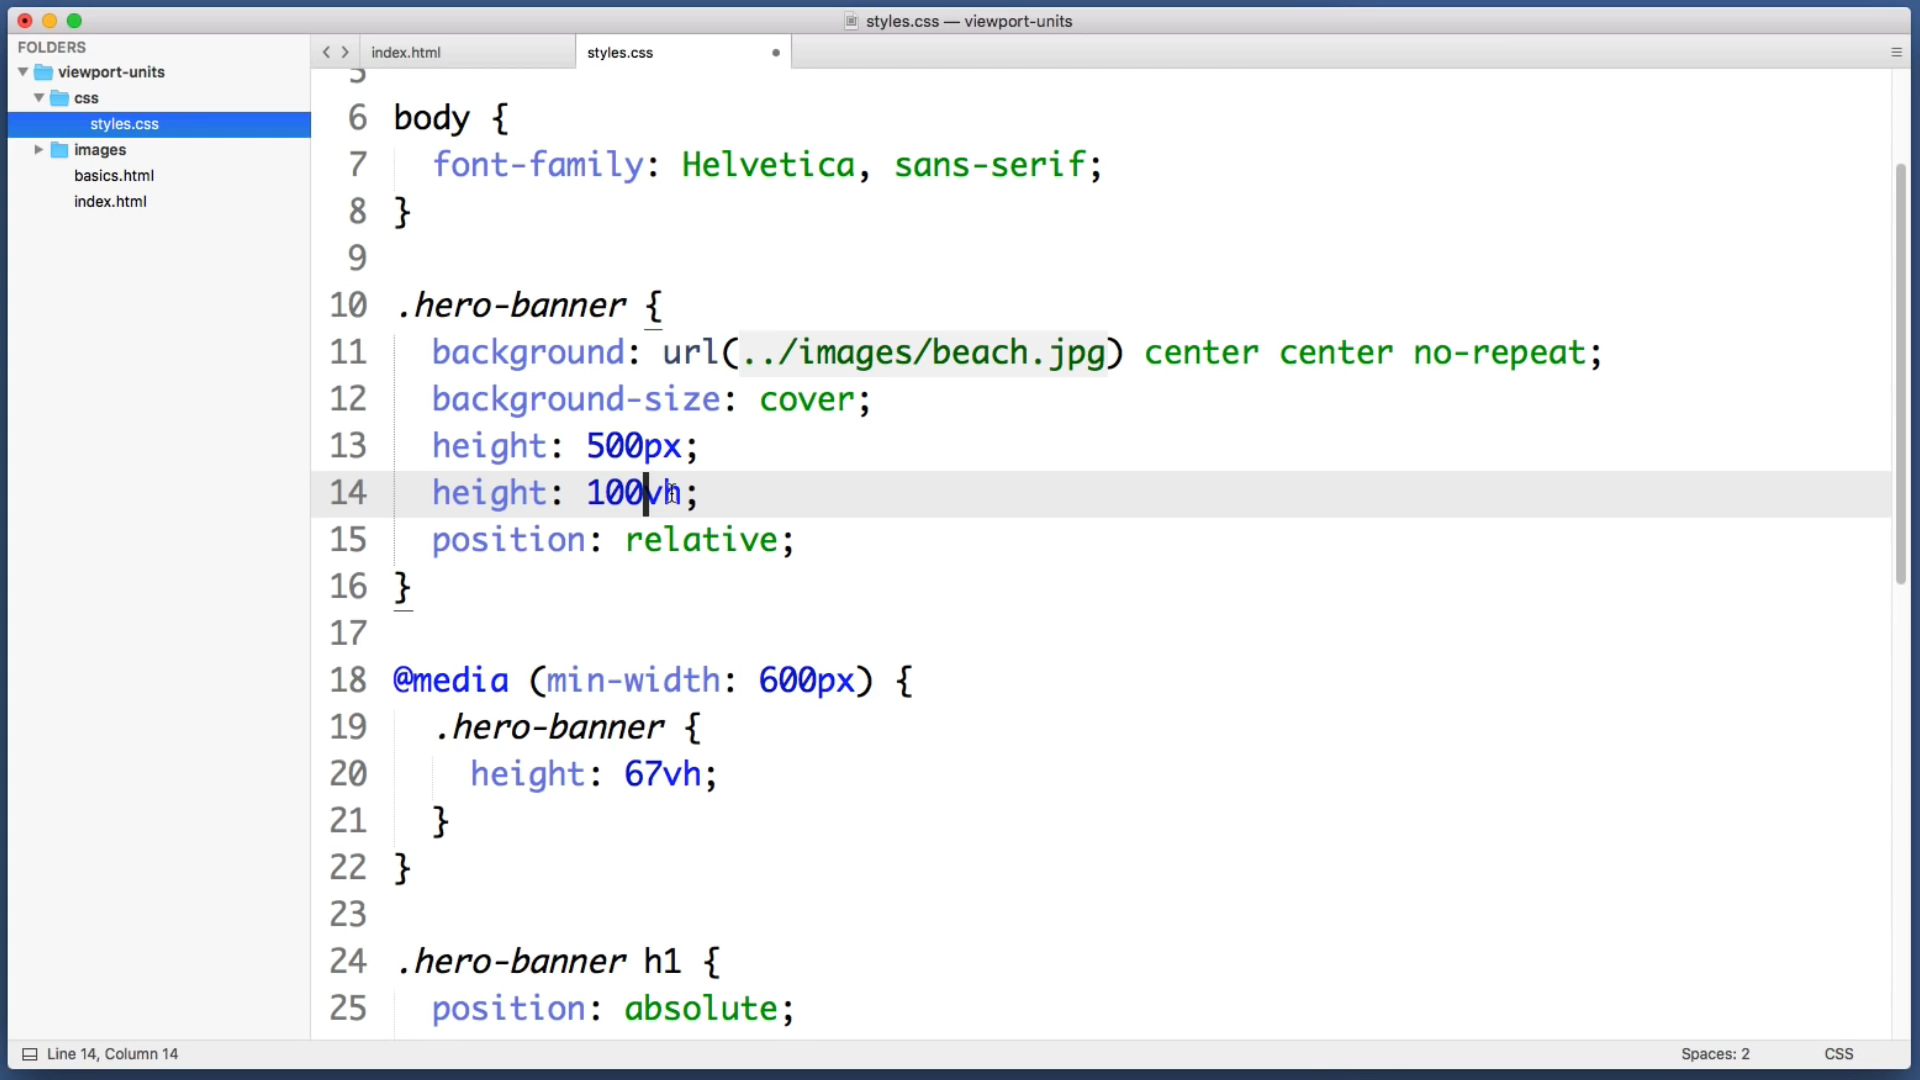 styles.css — viewport-units
FOLDERS
viewport-units
css
styles.css
images
basics.html
index.html
index.html
styles.css
5
6 body {
7 font-family: Helvetica, sans-serif;
8 }
9
10 .hero-banner {
11 background: url(../images/beach.jpg) center center no-repeat;
12 background-size: cover;
13 height: 500px;
14 height: 100vh;
15 position: relative;
16 }
17
18 @media (min-width: 600px) {
19 .hero-banner {
20 height: 67vh;
21 }
22 }
23
24 .hero-banner h1 {
25 position: absolute;
Line 14, Column 14
Spaces: 2
CSS